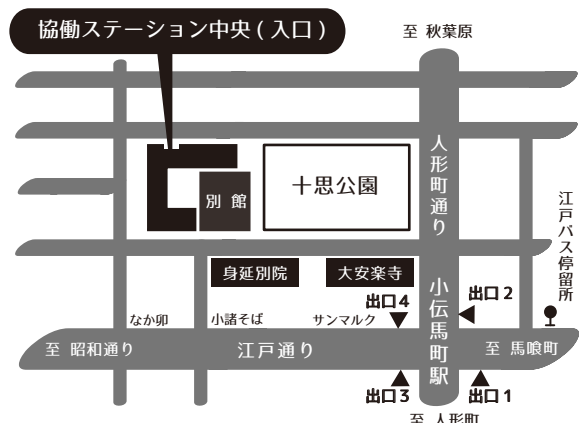 協働ステーション中央 ( 入口 )
至 秋葉原
人形町通り
別 館
十思公園
江戸バス停留所
身延別院
大安楽寺
小伝馬町駅
出口2
出口4
なか卯
小諸そば
サンマルク
至 昭和通り
江戸通り
至 馬喰町
出口3
出口1
至 人形町